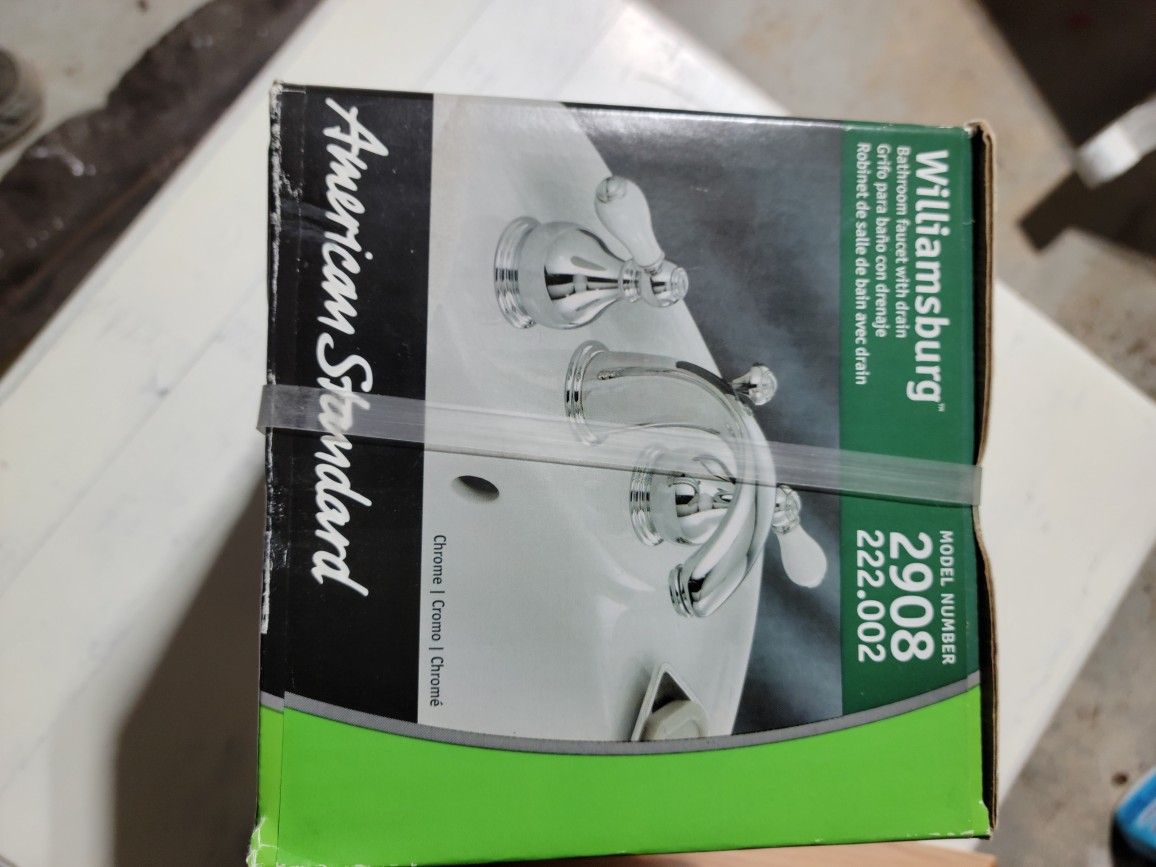 Williamsburg™
Bathroom faucet with drain
Grifo para baño con drenaje
Robinet de salle de bain avec drain
MODEL NUMBER
2908
222.002
Chrome | Cromo | Chromé
American Standard